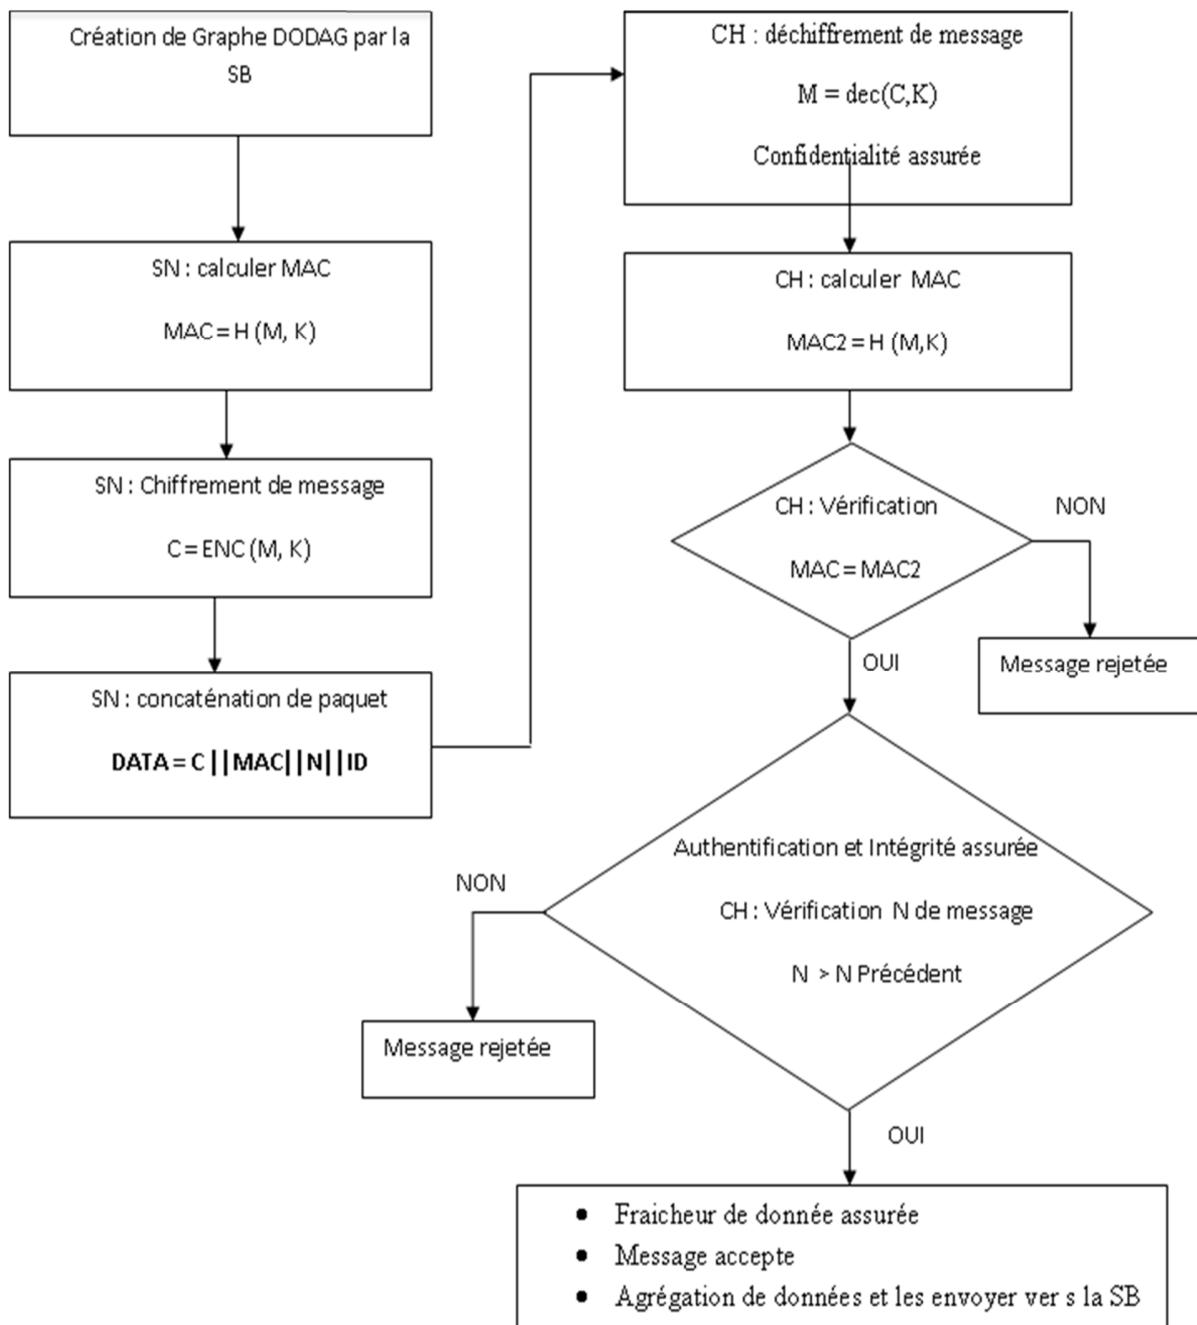 Création de Graphe DODAG par la
SB
SN : calculer MAC
MAC = H (M, K)
SN : Chiffrement de message
C = ENC (M, K)
SN : concaténation de paquet
DATA = C ||MAC||N||ID
CH : déchiffrement de message
M = dec(C,K)
Confidentialité assurée
CH : calculer MAC
MAC2 = H (M,K)
CH : Vérification
MAC = MAC2
NON
Message rejetée
OUI
Authentification et Intégrité assurée
CH : Vérification N de message
N > N Précédent
NON
Message rejetée
OUI
• Fraicheur de donnée assurée
• Message accepte
• Agrégation de données et les envoyer ver s la SB